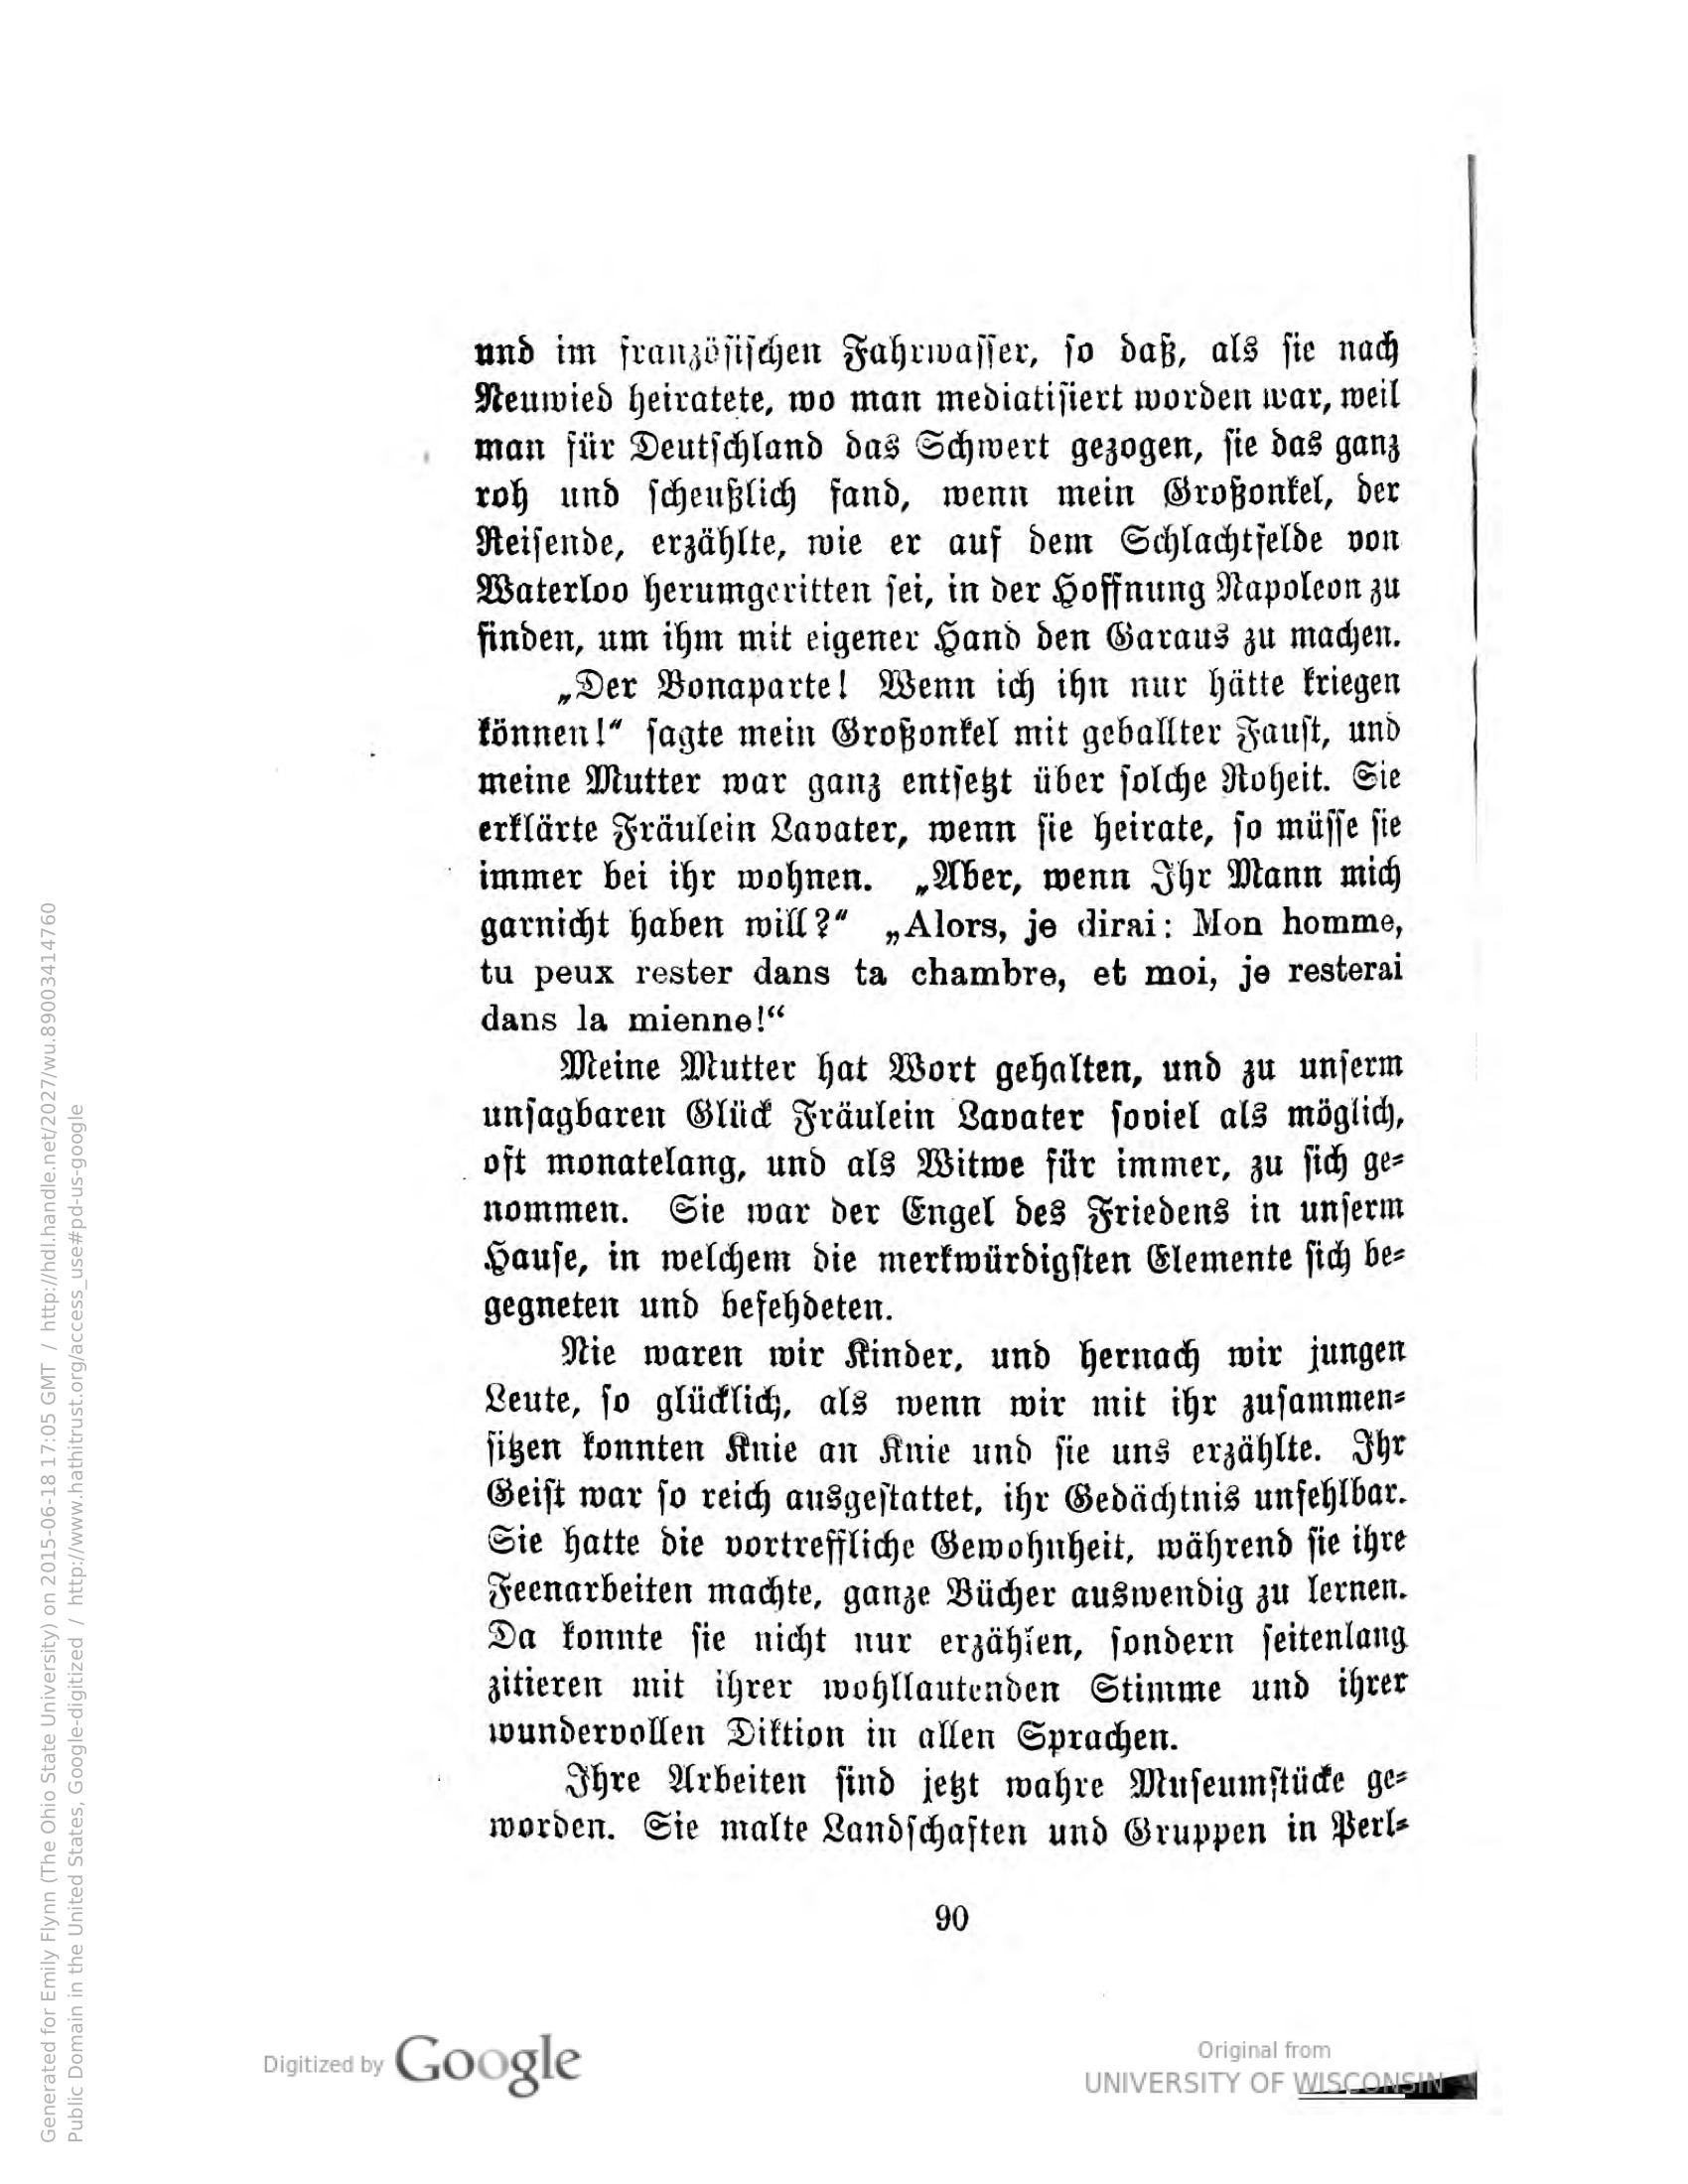 und im französischen Fahrwasser, so daß, als sie nach
Neuwied heiratete, wo man mediatisiert worden war, weil
man für Deutschland das Schwert gezogen, sie das ganz
roh und scheußlich fand, wenn mein Großonkel, der
Reisende, erzählte, wie er auf dem Schlachtfelde von
Waterloo herumgeritten sei, in der Hoffnung Napoleon zu
finden, um ihm mit eigener Hand den Garaus zu machen.
„Der Bonaparte! Wenn ich ihn nur hätte kriegen
können!“ sagte mein Großonkel mit geballter Faust, und
meine Mutter war ganz entsetzt über solche Roheit. Sie
erklärte Fräulein Lavater, wenn sie heirate, so müsse sie
immer bei ihr wohnen. „Aber, wenn Ihr Mann mich
garnicht haben will?“ „Alors, je dirai: Mon homme,
tu peux rester dans ta chambre, et moi, je resterai
dans la mienne!“
Meine Mutter hat Wort gehalten, und zu unserm
unsagbaren Glück Fräulein Lavater soviel als möglich,
oft monatelang, und als Witwe für immer, zu sich ge-
nommen. Sie war der Engel des Friedens in unserm
Hause, in welchem die merkwürdigsten Elemente sich be-
gegneten und befehdeten.
Nie waren wir Kinder, und hernach wir jungen
Leute, so glücklich, als wenn wir mit ihr zusammen-
sitzen konnten Knie an Knie und sie uns erzählte. Ihr
Geist war so reich ausgestattet, ihr Gedächtnis unfehlbar.
Sie hatte die vortreffliche Gewohnheit, während sie ihre
Feenarbeiten machte, ganze Bücher auswendig zu lernen.
Da konnte sie nicht nur erzählen, sondern seitenlang
zitieren mit ihrer wohllautenden Stimme und ihrer
wundervollen Diktion in allen Sprachen.
Ihre Arbeiten sind jetzt wahre Museumstücke ge-
worden. Sie malte Landschaften und Gruppen in Perl-
90
Digitized by Google
Original from
UNIVERSITY OF WISCONSIN
Generated for Emily Flynn (The Ohio State University) on 2015-06-18 17:05 GMT / http://hdl.handle.net/2027/wu.89003414760
Public Domain in the United States, Google-digitized / http://www.hathitrust.org/access_use#pd-us-google